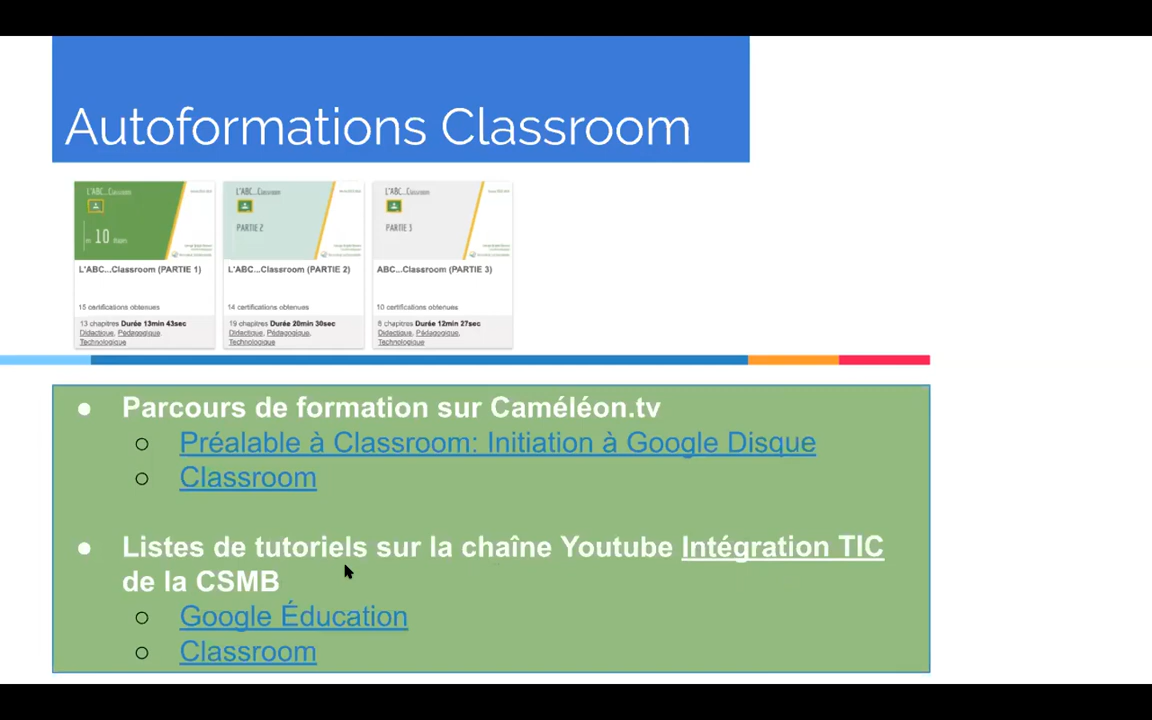 Autoformations Classroom
L'ABC...Classroom
10
L'ABC...Classroom
PARTIE 2
L'ABC...Classroom
PARTIE 3
L'ABC...Classroom (PARTIE 1)
L'ABC...Classroom (PARTIE 2)
ABC...Classroom (PARTIE 3)
15 certifications obtenues
14 certifications obtenues
10 certifications obtenues
13 chapitres Durée 13min 43sec
Didactique, Pédagogique,
Technologique
19 chapitres Durée 20min 30sec
Didactique, Pédagogique,
Technologique
8 chapitres Durée 12min 27sec
Didactique, Pédagogique,
Technologique
● Parcours de formation sur Caméléon.tv
○ Préalable à Classroom: Initiation à Google Disque
○ Classroom
● Listes de tutoriels sur la chaîne Youtube Intégration TIC
de la CSMB
○ Google Éducation
○ Classroom